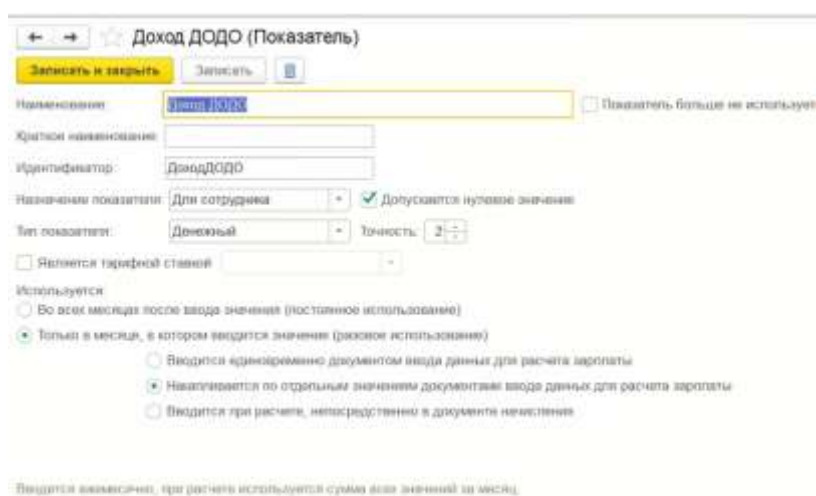 Доход ДОДО (Показатель)
Записать и закрыть Записать
Наименование: Доход ДОДО Показатель больше не использует
Краткое наименование:
Идентификатор: ДоходДОДО
Назначение показателя: Для сотрудника Допускается нулевое значение
Тип показателя: Денежный Точность: 2
Является тарифной ставкой
Используется
Во всех месяцах после ввода значения (постоянное использование)
Только в месяце, в котором вводится значение (разовое использование)
Вводится единовременно документом ввода данных для расчета зарплаты
Накапливается по отдельным значениям документами ввода данных для расчета зарплаты
Вводится при расчете, непосредственно в документе начисления
Вводится ежемесячно, при расчете используется сумма всех значений за месяц.